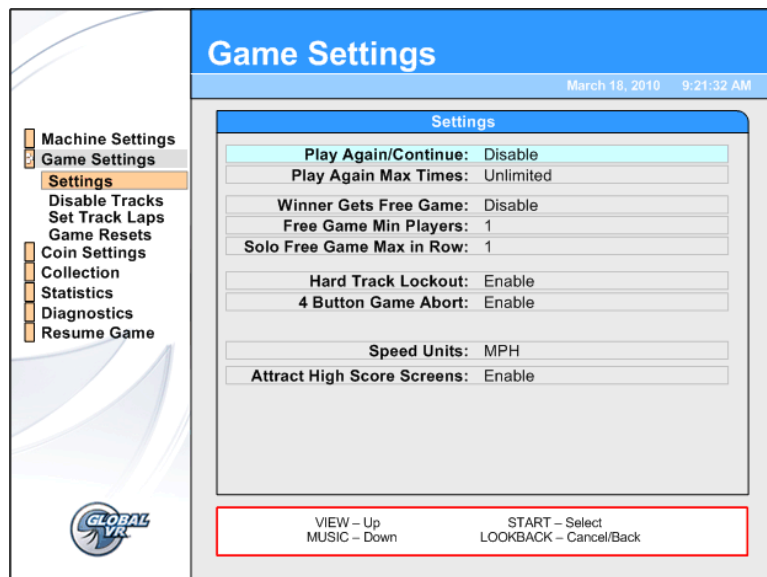 Game Settings
March 18, 2010 9:21:32 AM
Machine Settings
Game Settings
Settings
Disable Tracks
Set Track Laps
Game Resets
Coin Settings
Collection
Statistics
Diagnostics
Resume Game
GLOBAL
VR
Settings
Play Again/Continue: Disable
Play Again Max Times: Unlimited
Winner Gets Free Game: Disable
Free Game Min Players: 1
Solo Free Game Max in Row: 1
Hard Track Lockout: Enable
4 Button Game Abort: Enable
Speed Units: MPH
Attract High Score Screens: Enable
VIEW – Up START – Select
MUSIC – Down LOOKBACK – Cancel/Back